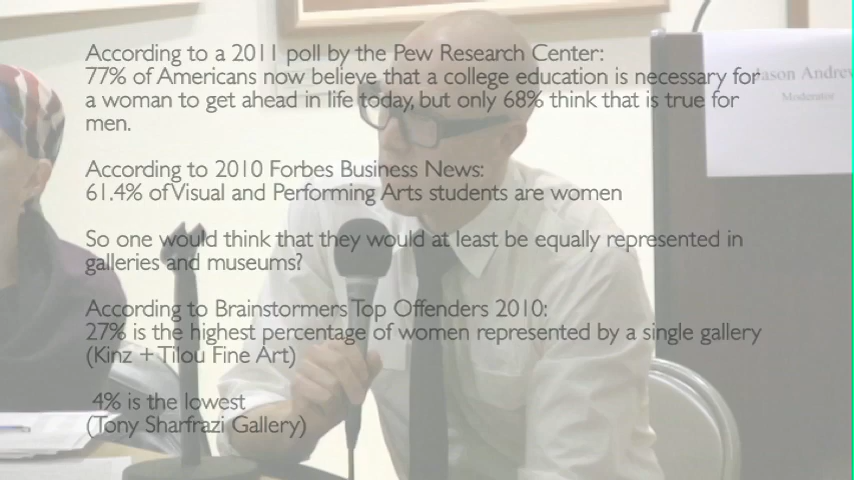 According to a 2011 poll by the Pew Research Center:
77% of Americans now believe that a college education is necessary for
a woman to get ahead in life today, but only 68% think that is true for
men.
According to 2010 Forbes Business News:
61.4% of Visual and Performing Arts students are women
So one would think that they would at least be equally represented in
galleries and museums?
According to Brainstormers Top Offenders 2010:
27% is the highest percentage of women represented by a single gallery
(Kinz + Tilou Fine Art)
4% is the lowest
(Tony Sharfrazi Gallery)
Jason Andrew
Moderator